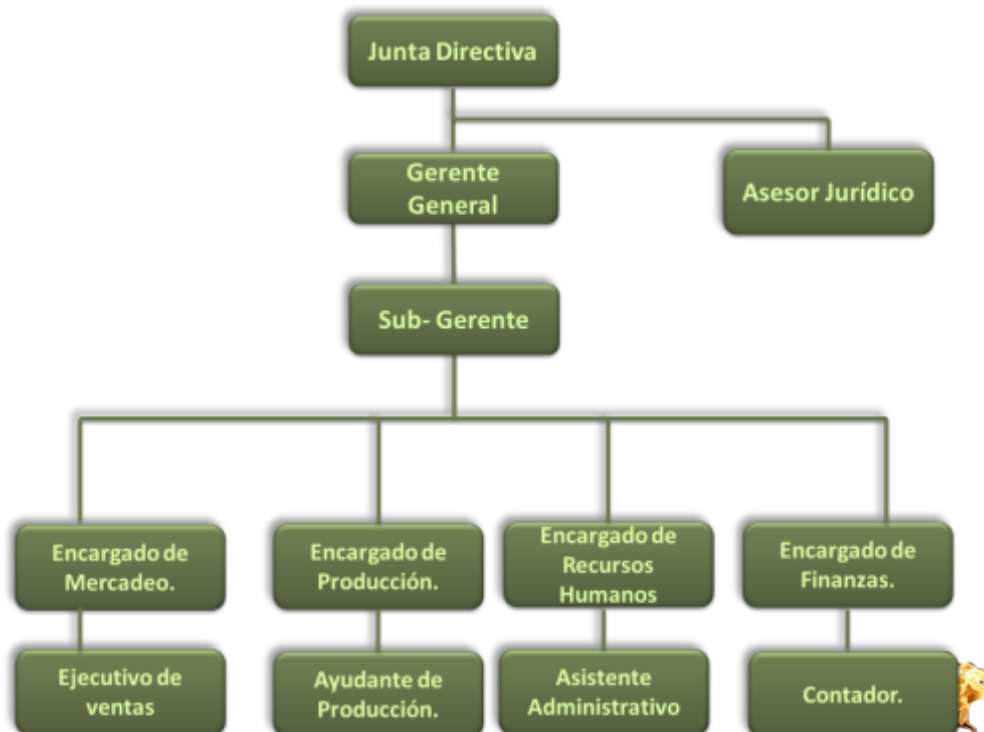 Junta Directiva
Gerente
General
Asesor Jurídico
Sub- Gerente
Encargado de
Mercadeo.
Encargado de
Producción.
Encargado de
Recursos
Humanos
Encargado de
Finanzas.
Ejecutivo de
ventas
Ayudante de
Producción.
Asistente
Administrativo
Contador.